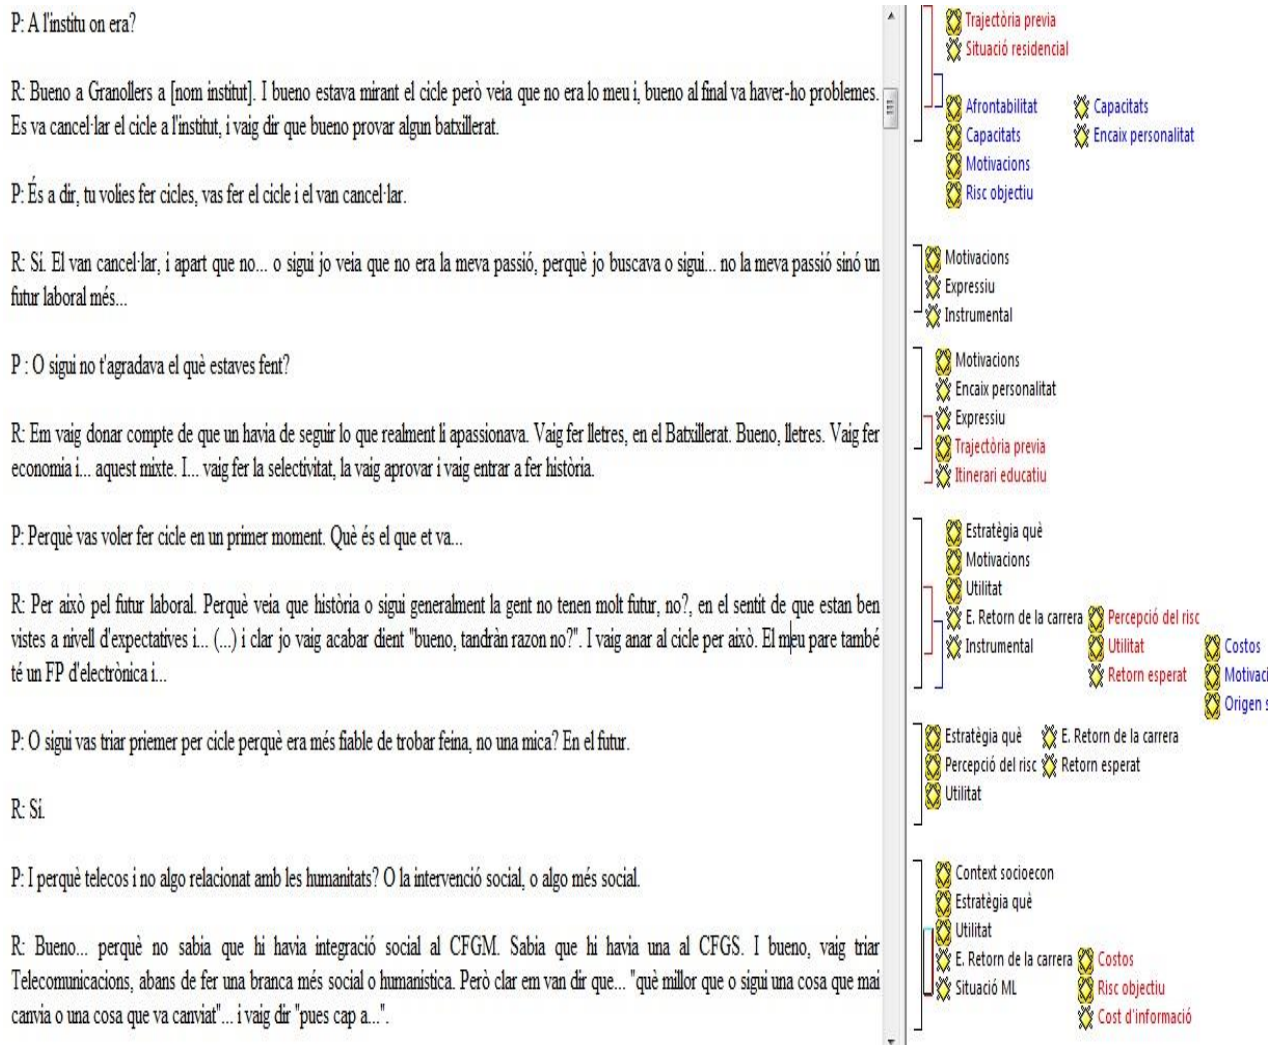 P: A l'institu on era?
R: Bueno a Granollers a [nom institut]. I bueno estava mirant el cicle però veia que no era lo meu i, bueno al final va haver-ho problemes.
Es va cancel·lar el cicle a l'institut, i vaig dir que bueno provar algun batxillerat.
P: És a dir, tu volies fer cicles, vas fer el cicle i el van cancel·lar.
R: Sí. El van cancel·lar, i apart que no... o sigui jo veia que no era la meva passió, perquè jo buscava o sigui... no la meva passió sinó un
futur laboral més...
P : O sigui no t'agradava el què estaves fent?
R: Em vaig donar compte de que un havia de seguir lo que realment li apassionava. Vaig fer lletres, en el Batxillerat. Bueno, lletres. Vaig fer
economia i... aquest mixte. I... vaig fer la selectivitat, la vaig aprovar i vaig entrar a fer història.
P: Perquè vas voler fer cicle en un primer moment. Què és el que et va...
R: Per això pel futur laboral. Perquè veia que història o sigui generalment la gent no tenen molt futur, no?, en el sentit de que estan ben
vistes a nivell d'expectatives i... (...) i clar jo vaig acabar dient "bueno, tandràn razon no?". I vaig anar al cicle per això. El meu pare també
té un FP d'electrònica i...
P: O sigui vas triar priemer per cicle perquè era més fiable de trobar feina, no una mica? En el futur.
R: Sí.
P: I perquè telecos i no algo relacionat amb les humanitats? O la intervenció social, o algo més social.
R: Bueno... perquè no sabia que hi havia integració social al CFGM. Sabia que hi havia una al CFGS. I bueno, vaig triar
Telecomunicacions, abans de fer una branca més social o humanística. Però clar em van dir que... "què millor que o sigui una cosa que mai
canvia o una cosa que va canviat"... i vaig dir "pues cap a...".
Trajectòria previa
Situació residencial
Afrontabilitat Capacitats
Capacitats Encaix personalitat
Motivacions
Risc objectiu
Motivacions
Expressiu
Instrumental
Motivacions
Encaix personalitat
Expressiu
Trajectòria previa
Itinerari educatiu
Estratègia què
Motivacions
Utilitat
E. Retorn de la carrera Percepció del risc
Instrumental Utilitat Costos
Retorn esperat Motivaci
Origen s
Estratègia què E. Retorn de la carrera
Percepció del risc Retorn esperat
Utilitat
Context socioecon
Estratègia què
Utilitat
E. Retorn de la carrera Costos
Situació ML Risc objectiu
Cost d'informació